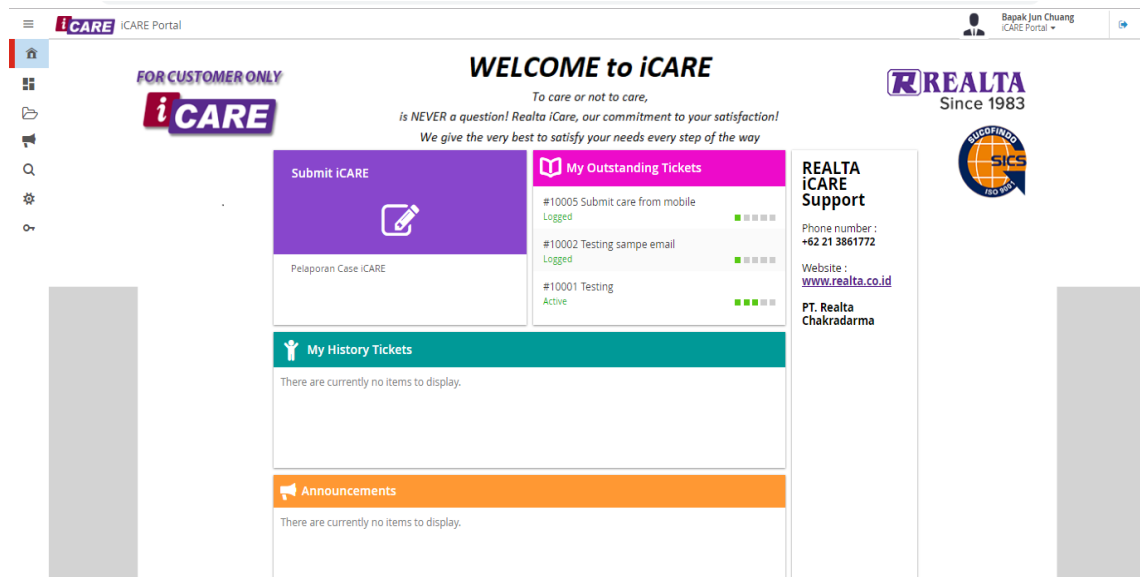 iCARE iCARE Portal
Bapak Jun Chuang
iCARE Portal
FOR CUSTOMER ONLY
iCARE
WELCOME to iCARE
To care or not to care,
is NEVER a question! Realta iCare, our commitment to your satisfaction!
We give the very best to satisfy your needs every step of the way
REALTA
Since 1983
SUCOFINDO
SICS
ISO 9001
Submit iCARE
Pelaporan Case iCARE
My Outstanding Tickets
#10005 Submit care from mobile
Logged
#10002 Testing sampe email
Logged
#10001 Testing
Active
REALTA
iCARE
Support
Phone number :
+62 21 3861772
Website :
www.realta.co.id
PT. Realta
Chakradarma
My History Tickets
There are currently no items to display.
Announcements
There are currently no items to display.